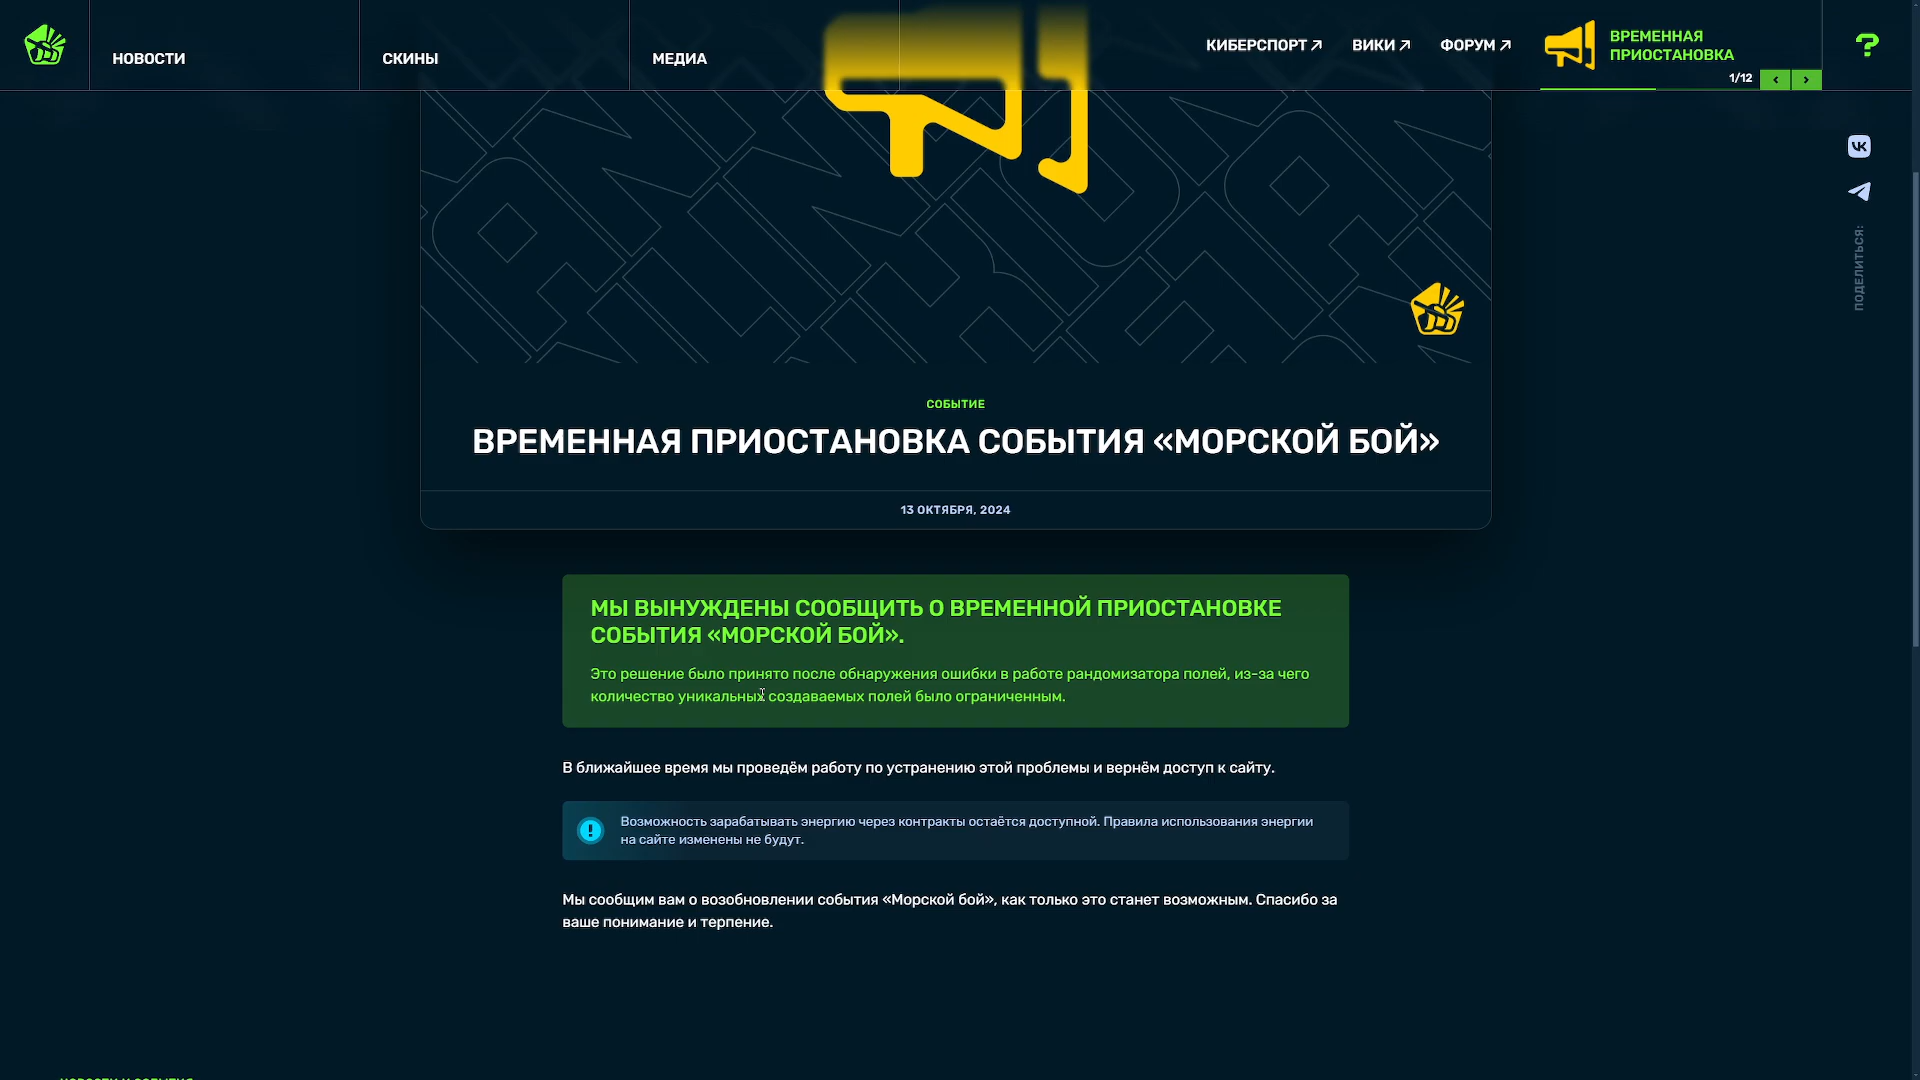 НОВОСТИ
СКИНЫ
МЕДИА
КИБЕРСПОРТ
ВИКИ
ФОРУМ
ВРЕМЕННАЯ
ПРИОСТАНОВКА
1/12
ПОДЕЛИТЬСЯ:
СОБЫТИЕ
ВРЕМЕННАЯ ПРИОСТАНОВКА СОБЫТИЯ «МОРСКОЙ БОЙ»
13 ОКТЯБРЯ, 2024
МЫ ВЫНУЖДЕНЫ СООБЩИТЬ О ВРЕМЕННОЙ ПРИОСТАНОВКЕ
СОБЫТИЯ «МОРСКОЙ БОЙ».
Это решение было принято после обнаружения ошибки в работе рандомизатора полей, из-за чего
количество уникальных создаваемых полей было ограниченным.
В ближайшее время мы проведём работу по устранению этой проблемы и вернём доступ к сайту.
Возможность зарабатывать энергию через контракты остаётся доступной. Правила использования энергии
на сайте изменены не будут.
Мы сообщим вам о возобновлении события «Морской бой», как только это станет возможным. Спасибо за
ваше понимание и терпение.